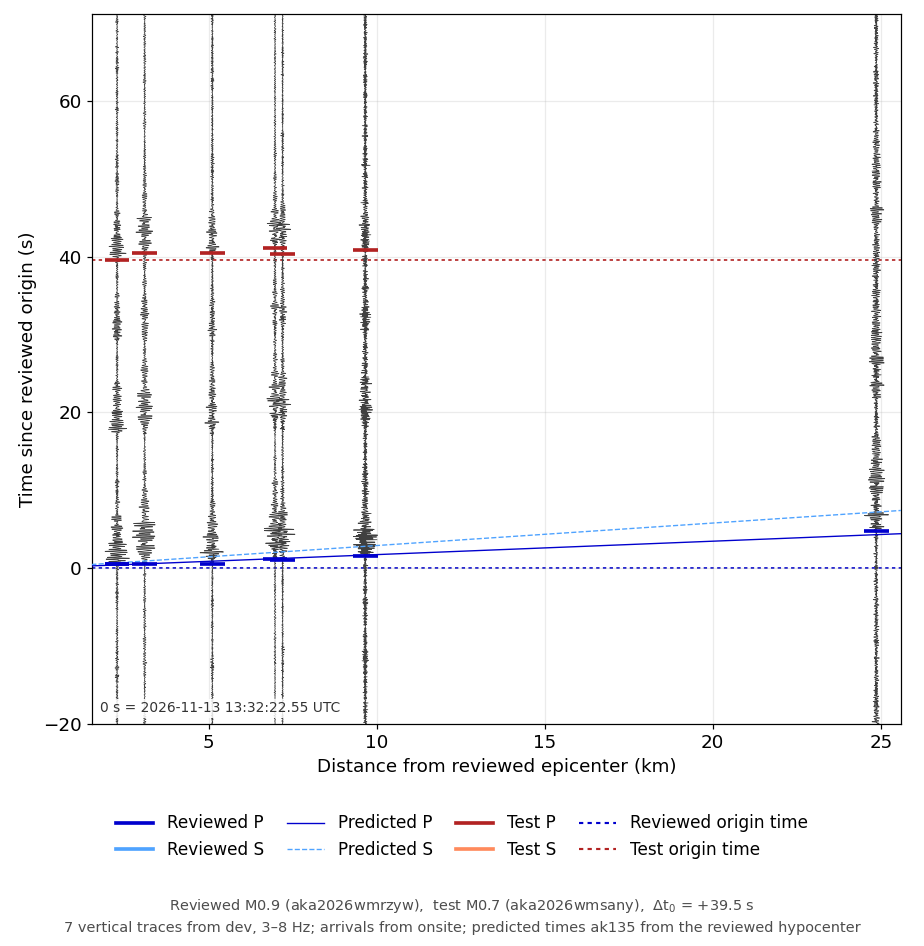 Time since reviewed origin (s)
60
40
20
0
−20
0 s = 2026-11-13 13:32:22.55 UTC
5 10 15 20 25
Distance from reviewed epicenter (km)
Reviewed P Predicted P Test P Reviewed origin time
Reviewed S Predicted S Test S Test origin time
Reviewed M0.9 (aka2026wmrzyw), test M0.7 (aka2026wmsany), Δt₀ = +39.5 s
7 vertical traces from dev, 3–8 Hz; arrivals from onsite; predicted times ak135 from the reviewed hypocenter